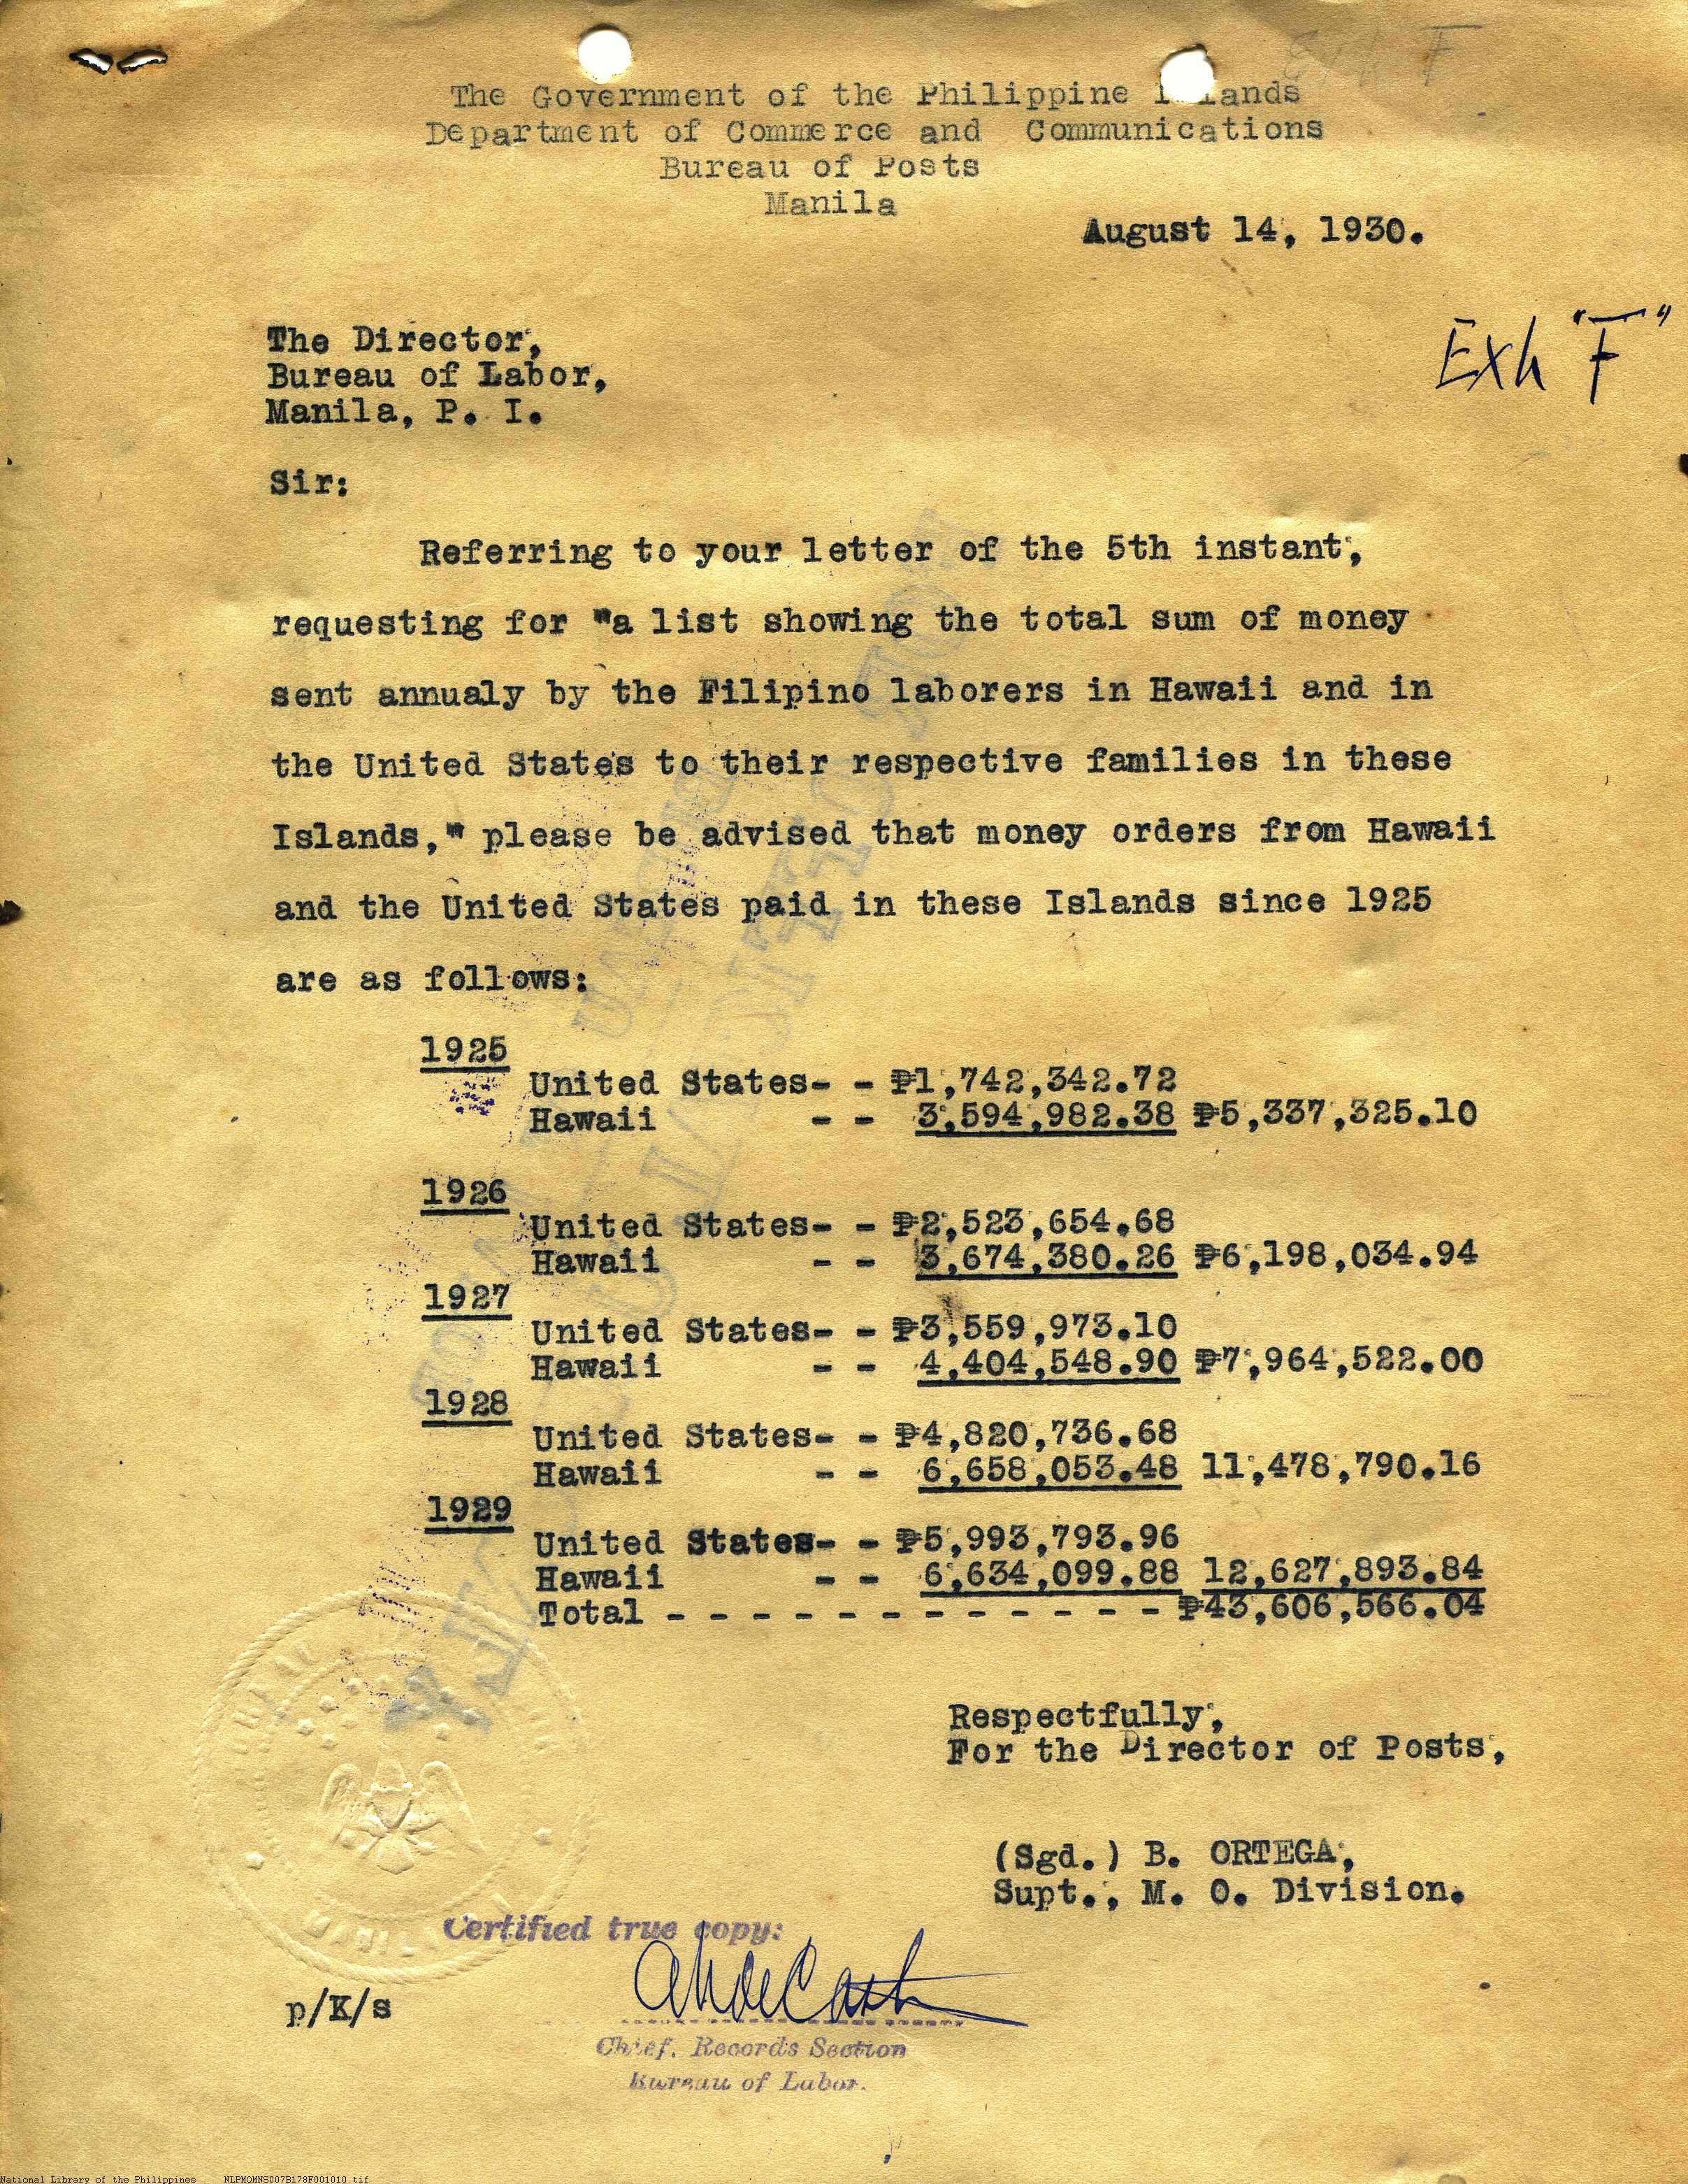 The Government of the Philippine Islands
Department of Commerce and Communications
Bureau of Posts
Manila
August 14, 1930.
Exh "F"
The Director,
Bureau of Labor,
Manila, P. I.
Sir:
Referring to your letter of the 5th instant,
requesting for "a list showing the total sum of money
sent annualy by the Filipino laborers in Hawaii and in
the United States to their respective families in these
Islands," please be advised that money orders from Hawaii
and the United States paid in these Islands since 1925
are as follows:
1925
United States- - ₱1,742,342.72
Hawaii - - 3,594,982.38 ₱5,337,325.10
1926
United States- - ₱2,523,654.68
Hawaii - - 3,674,380.26 ₱6,198,034.94
1927
United States- - ₱3,559,973.10
Hawaii - - 4,404,548.90 ₱7,964,522.00
1928
United States- - ₱4,820,736.68
Hawaii - - 6,658,053.48 11,478,790.16
1929
United States- - ₱5,993,793.96
Hawaii - - 6,634,099.88 12,627,893.84
Total - - - - - - - - - - - - ₱43,606,566.04
Respectfully,
For the Director of Posts,
(Sgd.) B. ORTEGA,
Supt., M. O. Division.
Certified true copy:
p/K/s
Chief, Records Section
Bureau of Labor.
MANILA
National Library of the Philippines NLPMQMNS007B178F001010.tif